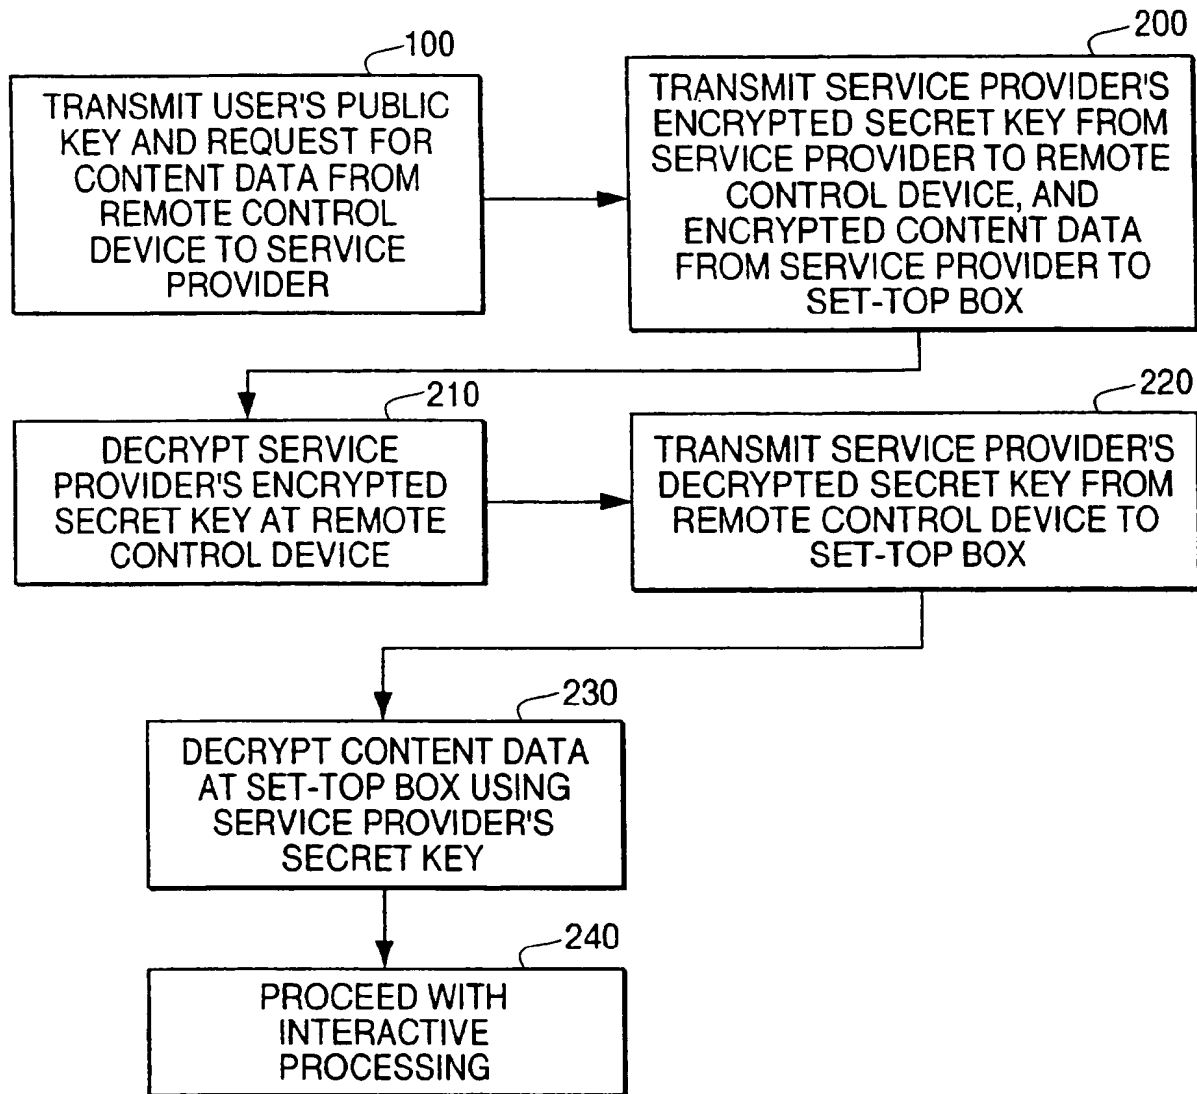 100
TRANSMIT USER'S PUBLIC
KEY AND REQUEST FOR
CONTENT DATA FROM
REMOTE CONTROL
DEVICE TO SERVICE
PROVIDER
200
TRANSMIT SERVICE PROVIDER'S
ENCRYPTED SECRET KEY FROM
SERVICE PROVIDER TO REMOTE
CONTROL DEVICE, AND
ENCRYPTED CONTENT DATA
FROM SERVICE PROVIDER TO
SET-TOP BOX
210
DECRYPT SERVICE
PROVIDER'S ENCRYPTED
SECRET KEY AT REMOTE
CONTROL DEVICE
220
TRANSMIT SERVICE PROVIDER'S
DECRYPTED SECRET KEY FROM
REMOTE CONTROL DEVICE TO
SET-TOP BOX
230
DECRYPT CONTENT DATA
AT SET-TOP BOX USING
SERVICE PROVIDER'S
SECRET KEY
240
PROCEED WITH
INTERACTIVE
PROCESSING